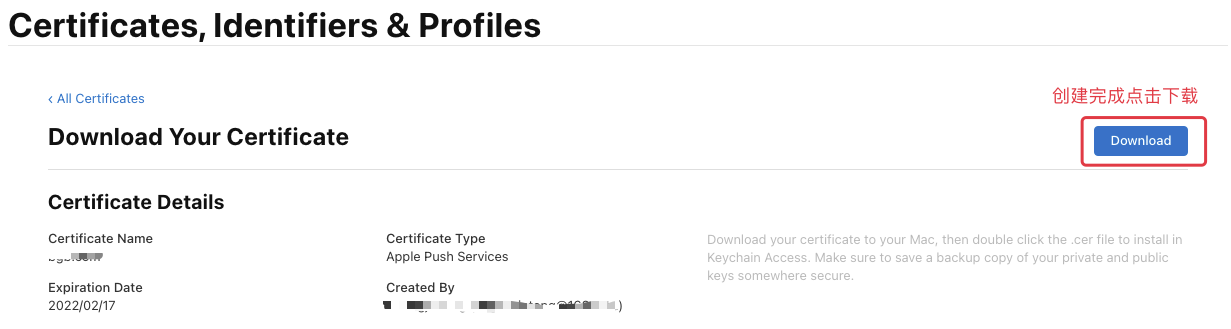 Certificates, Identifiers & Profiles
‹ All Certificates
创建完成点击下载
Download Your Certificate
Download
Certificate Details
Certificate Name
Certificate Type
Apple Push Services
Download your certificate to your Mac, then double click the .cer file to install in
Keychain Access. Make sure to save a backup copy of your private and public
keys somewhere secure.
Expiration Date
2022/02/17
Created By